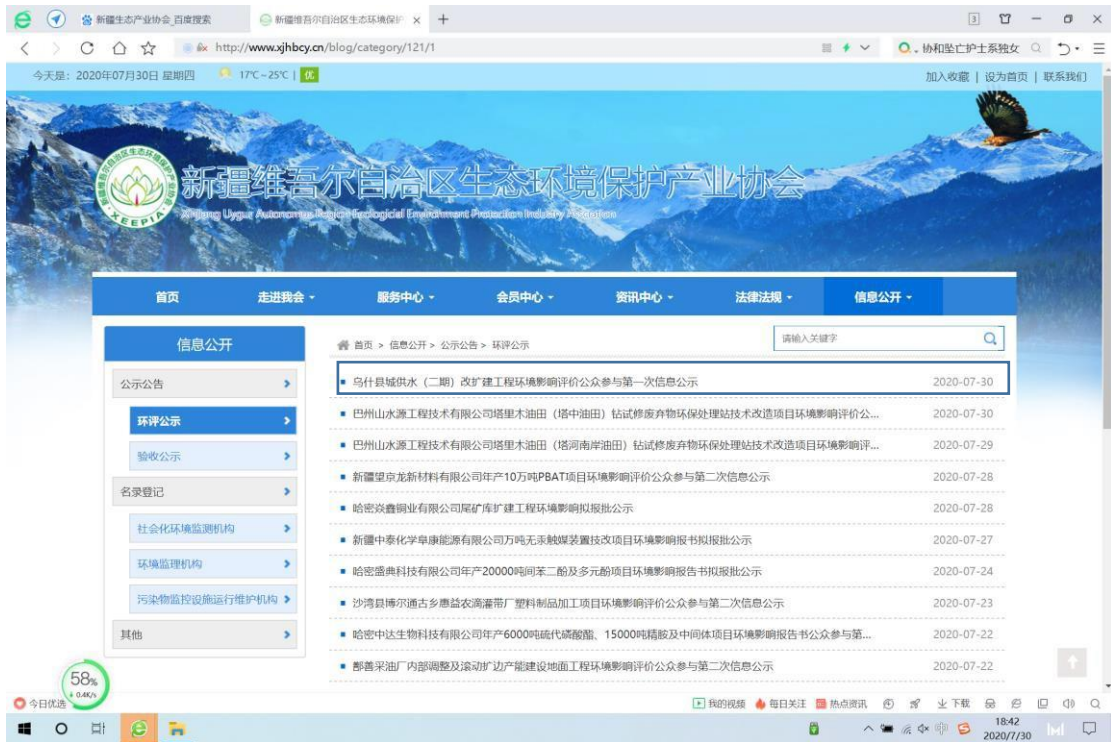 新疆生态产业协会_百度搜索
新疆维吾尔自治区生态环境保护
3
http://www.xjhbcy.cn/blog/category/121/1
协和坠亡护士系独女
今天是：2020年07月30日 星期四 17℃~25℃ | 优
加入收藏 | 设为首页 | 联系我们
新疆维吾尔自治区生态环境保护产业协会
XEEPIA
首页 走进我会 服务中心 会员中心 资讯中心 法律法规 信息公开
信息公开
首页 > 信息公开 > 公示公告 > 环评公示
请输入关键字
公示公告
环评公示
验收公示
名录登记
社会化环境监测机构
环境监理机构
污染物监控设施运行维护机构
其他
乌什县城供水（二期）改扩建工程环境影响评价公众参与第一次信息公示 2020-07-30
巴州山水源工程技术有限公司塔里木油田（塔中油田）钻试修废弃物环保处理站技术改造项目环境影响评价公... 2020-07-30
巴州山水源工程技术有限公司塔里木油田（塔河南岸油田）钻试修废弃物环保处理站技术改造项目环境影响评... 2020-07-29
新疆望京龙新材料有限公司年产10万吨PBAT项目环境影响评价公众参与第二次信息公示 2020-07-28
哈密焱鑫铜业有限公司尾矿库扩建工程环境影响拟报批公示 2020-07-28
新疆中泰化学阜康能源有限公司万吨无汞触媒装置技改项目环境影响报书拟报批公示 2020-07-27
哈密盛典科技有限公司年产20000吨间苯二酚及多元酚项目环境影响报告书拟报批公示 2020-07-24
沙湾县博尔通古乡惠益农滴灌带厂塑料制品加工项目环境影响评价公众参与第二次信息公示 2020-07-23
哈密中达生物科技有限公司年产6000吨硫代磷酸酯、15000吨精胺及中间体项目环境影响报告书公众参与第... 2020-07-22
鄯善采油厂内部调整及滚动扩边产能建设地面工程环境影响评价公众参与第二次信息公示 2020-07-22
58%
0.4K/s
今日优选
我的视频 每日关注 热点资讯 下载
18:42
2020/7/30